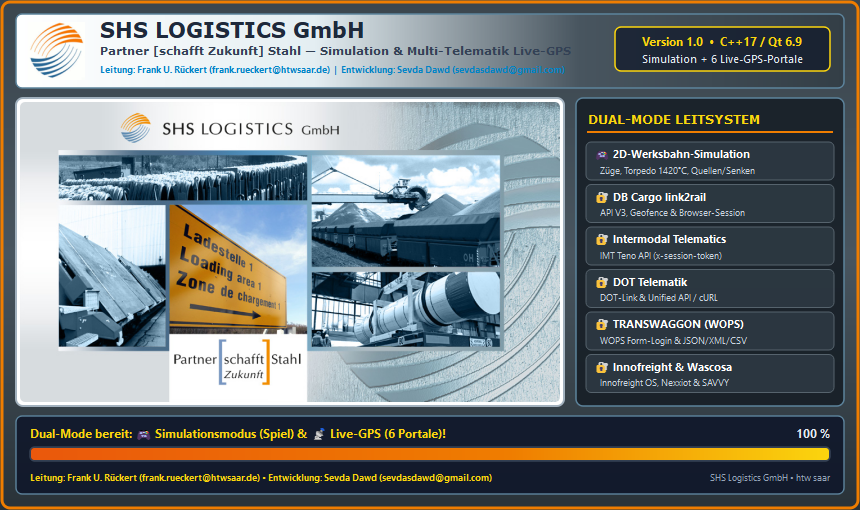 SHS LOGISTICS GmbH
Partner [schafft Zukunft] Stahl — Simulation & Multi-Telematik Live-GPS
Leitung: Frank U. Rückert (frank.rueckert@htwsaar.de) | Entwicklung: Sevda Dawd (sevdasdawd@gmail.com)
Version 1.0 • C++17 / Qt 6.9
Simulation + 6 Live-GPS-Portale
SHS LOGISTICS GmbH
Ladestelle 1
Loading area 1
Zone de chargement 1
Partner [schafft] Stahl
Zukunft
DUAL-MODE LEITSYSTEM
2D-Werksbahn-Simulation
Züge, Torpedo 1420°C, Quellen/Senken
DB Cargo link2rail
API V3, Geofence & Browser-Session
Intermodal Telematics
IMT Teno API (x-session-token)
DOT Telematik
DOT-Link & Unified API / cURL
TRANSWAGGON (WOPS)
WOPS Form-Login & JSON/XML/CSV
Innofreight & Wascosa
Innofreight OS, Nexxiot & SAVVY
Dual-Mode bereit: 🎮 Simulationsmodus (Spiel) & 📡 Live-GPS (6 Portale)!
100 %
Leitung: Frank U. Rückert (frank.rueckert@htwsaar.de) • Entwicklung: Sevda Dawd (sevdasdawd@gmail.com)
SHS Logistics GmbH • htw saar